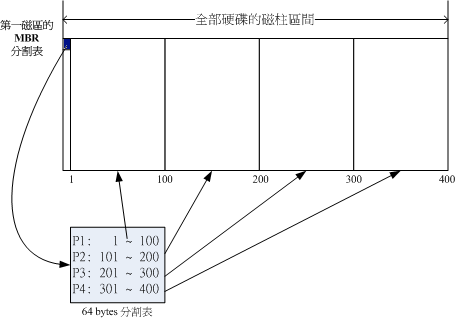 全部硬碟的磁柱區間
第一磁區的
MBR
分割表
1 100 200 300 400
P1: 1 ~ 100
P2: 101 ~ 200
P3: 201 ~ 300
P4: 301 ~ 400
64 bytes 分割表